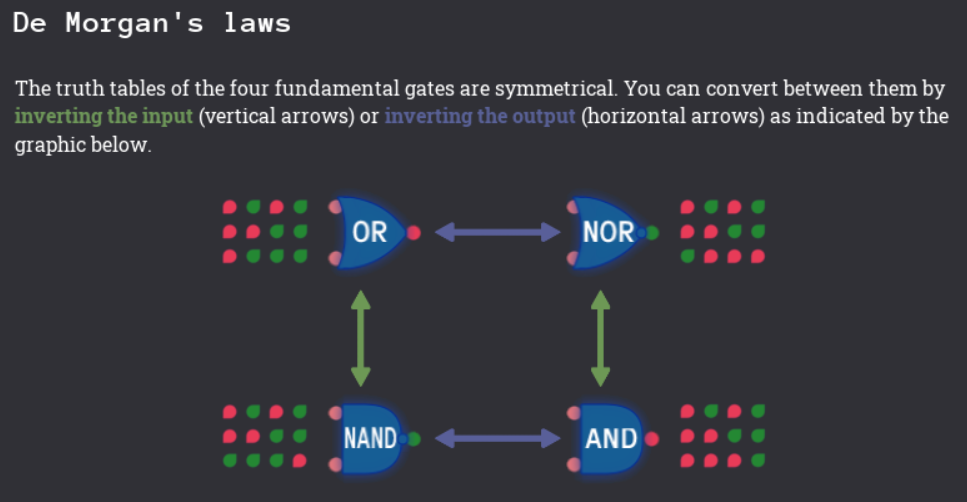 De Morgan's laws
The truth tables of the four fundamental gates are symmetrical. You can convert between them by
inverting the input (vertical arrows) or inverting the output (horizontal arrows) as indicated by the
graphic below.
OR
NOR
NAND
AND